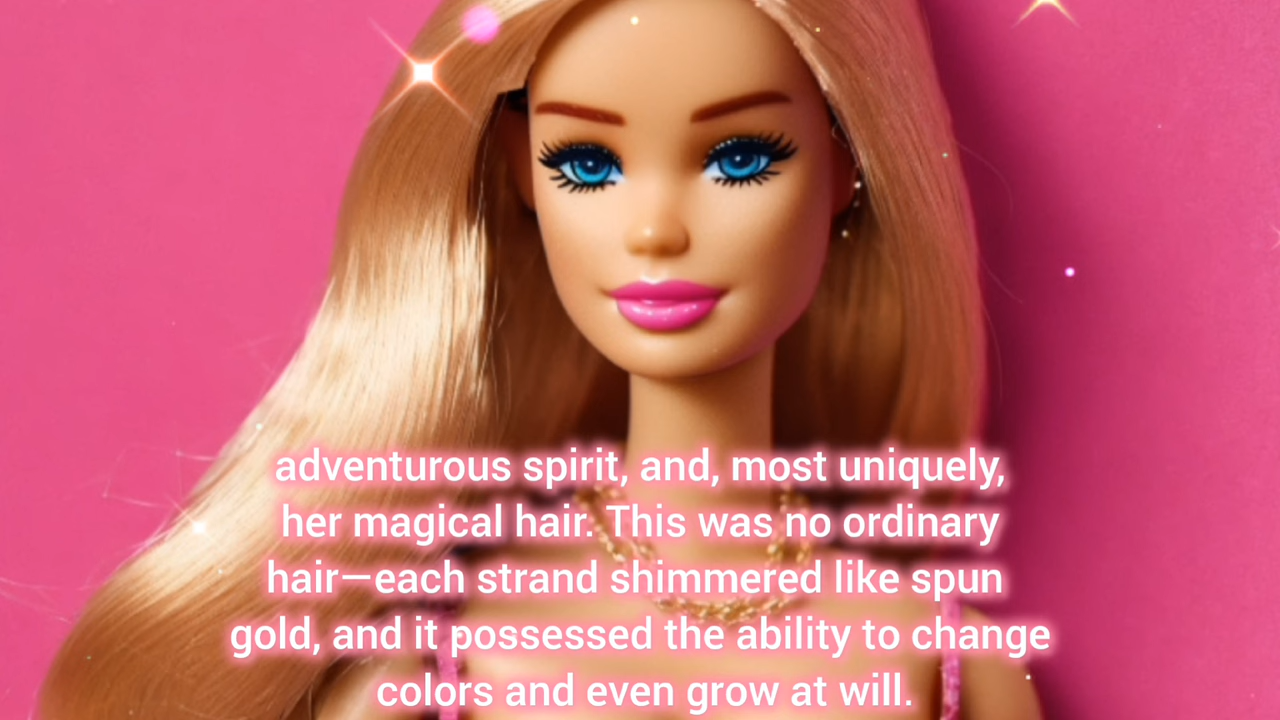 adventurous spirit, and, most uniquely,
her magical hair. This was no ordinary
hair—each strand shimmered like spun
gold, and it possessed the ability to change
colors and even grow at will.